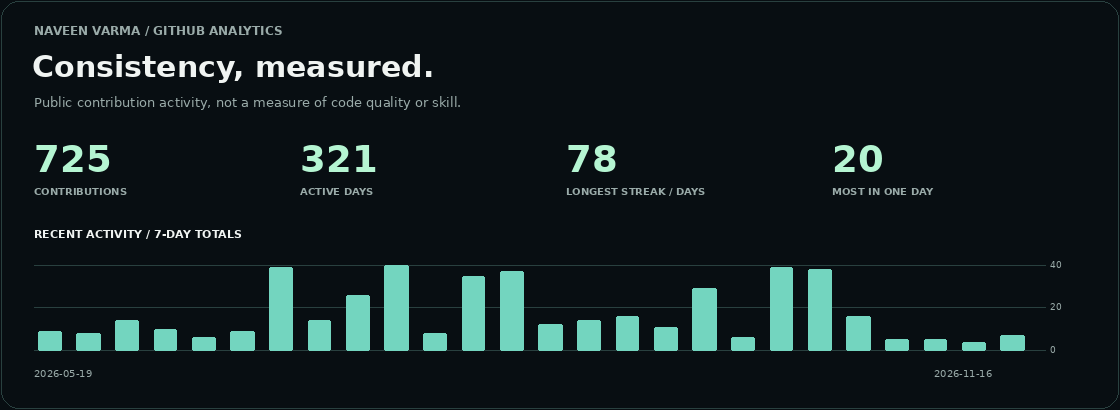 NAVEEN VARMA / GITHUB ANALYTICS
Consistency, measured.
Public contribution activity, not a measure of code quality or skill.
725 321 78 20
CONTRIBUTIONS ACTIVE DAYS LONGEST STREAK / DAYS MOST IN ONE DAY
RECENT ACTIVITY / 7-DAY TOTALS
40
20
0
2026-05-19 2026-11-16